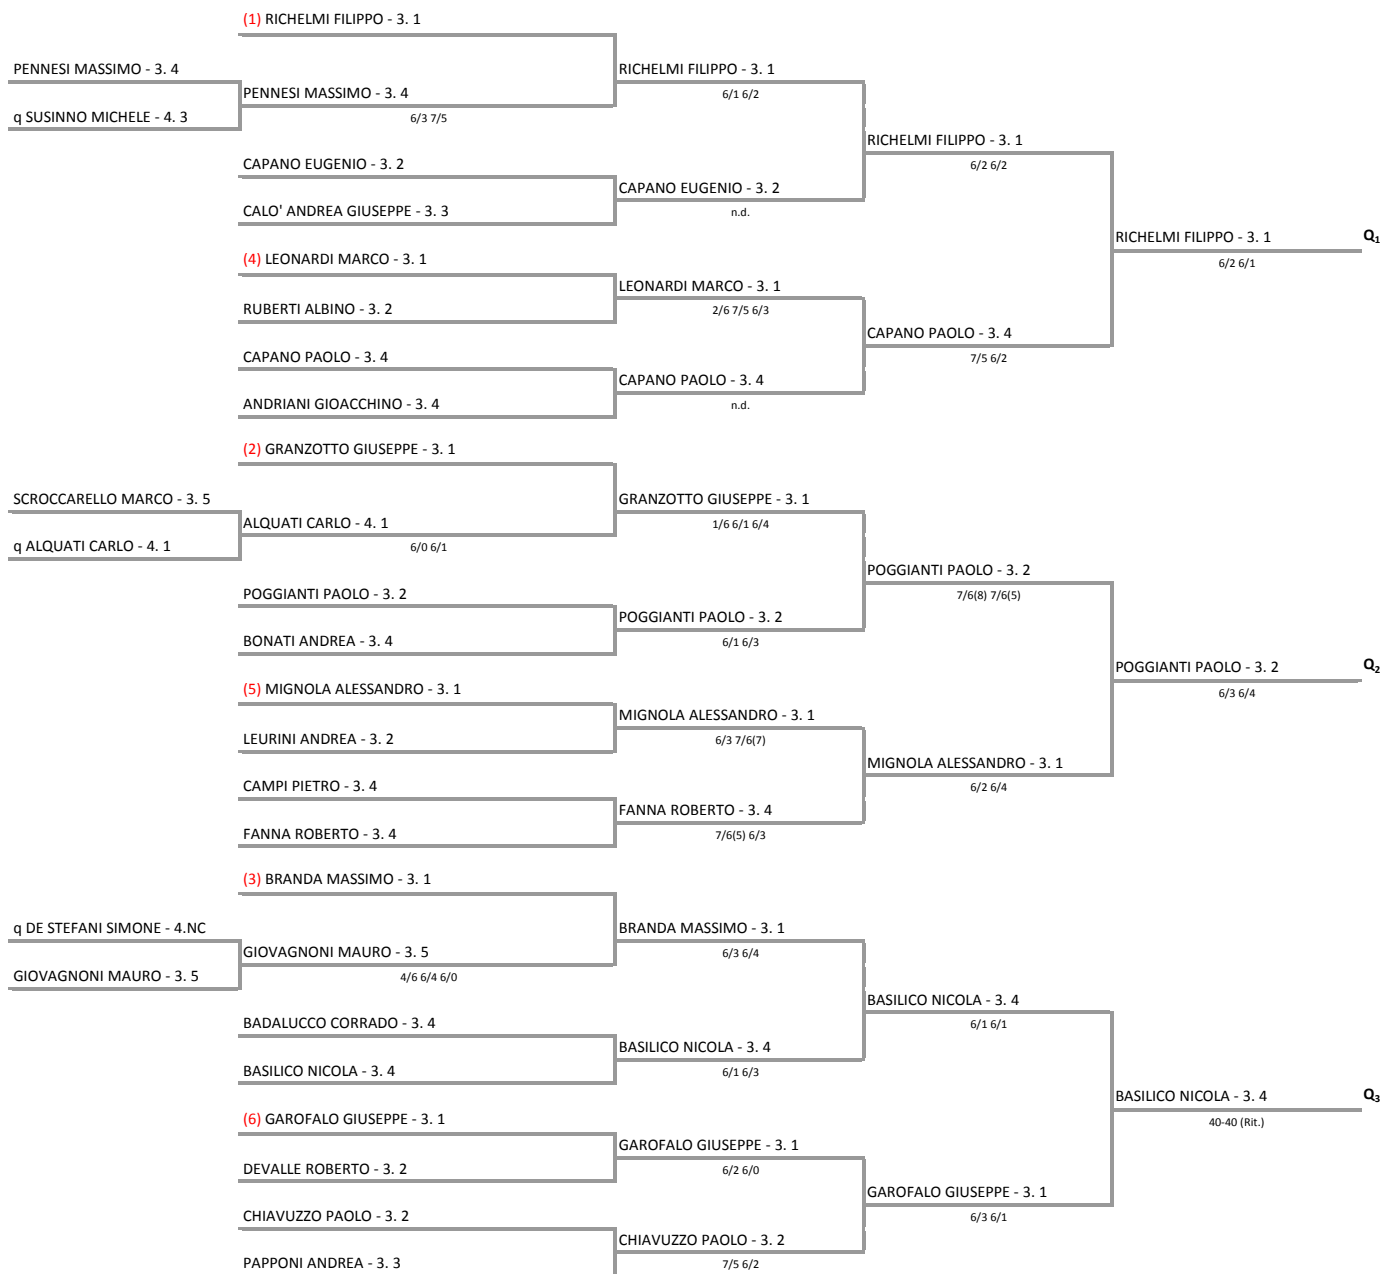 (1) RICHELMI FILIPPO - 3. 1
PENNESI MASSIMO - 3. 4
RICHELMI FILIPPO - 3. 1
PENNESI MASSIMO - 3. 4
6/1 6/2
q SUSINNO MICHELE - 4. 3
6/3 7/5
RICHELMI FILIPPO - 3. 1
CAPANO EUGENIO - 3. 2
6/2 6/2
CAPANO EUGENIO - 3. 2
CALO' ANDREA GIUSEPPE - 3. 3
n.d.
RICHELMI FILIPPO - 3. 1
Q1
(4) LEONARDI MARCO - 3. 1
6/2 6/1
LEONARDI MARCO - 3. 1
RUBERTI ALBINO - 3. 2
2/6 7/5 6/3
CAPANO PAOLO - 3. 4
CAPANO PAOLO - 3. 4
7/5 6/2
CAPANO PAOLO - 3. 4
ANDRIANI GIOACCHINO - 3. 4
n.d.
(2) GRANZOTTO GIUSEPPE - 3. 1
SCROCCARELLO MARCO - 3. 5
GRANZOTTO GIUSEPPE - 3. 1
ALQUATI CARLO - 4. 1
1/6 6/1 6/4
q ALQUATI CARLO - 4. 1
6/0 6/1
POGGIANTI PAOLO - 3. 2
POGGIANTI PAOLO - 3. 2
7/6(8) 7/6(5)
POGGIANTI PAOLO - 3. 2
BONATI ANDREA - 3. 4
6/1 6/3
POGGIANTI PAOLO - 3. 2
Q2
(5) MIGNOLA ALESSANDRO - 3. 1
6/3 6/4
MIGNOLA ALESSANDRO - 3. 1
LEURINI ANDREA - 3. 2
6/3 7/6(7)
MIGNOLA ALESSANDRO - 3. 1
CAMPI PIETRO - 3. 4
6/2 6/4
FANNA ROBERTO - 3. 4
FANNA ROBERTO - 3. 4
7/6(5) 6/3
(3) BRANDA MASSIMO - 3. 1
q DE STEFANI SIMONE - 4.NC
BRANDA MASSIMO - 3. 1
GIOVAGNONI MAURO - 3. 5
6/3 6/4
GIOVAGNONI MAURO - 3. 5
4/6 6/4 6/0
BASILICO NICOLA - 3. 4
BADALUCCO CORRADO - 3. 4
6/1 6/1
BASILICO NICOLA - 3. 4
BASILICO NICOLA - 3. 4
6/1 6/3
BASILICO NICOLA - 3. 4
Q3
(6) GAROFALO GIUSEPPE - 3. 1
40-40 (Rit.)
GAROFALO GIUSEPPE - 3. 1
DEVALLE ROBERTO - 3. 2
6/2 6/0
GAROFALO GIUSEPPE - 3. 1
CHIAVUZZO PAOLO - 3. 2
6/3 6/1
CHIAVUZZO PAOLO - 3. 2
PAPPONI ANDREA - 3. 3
7/5 6/2